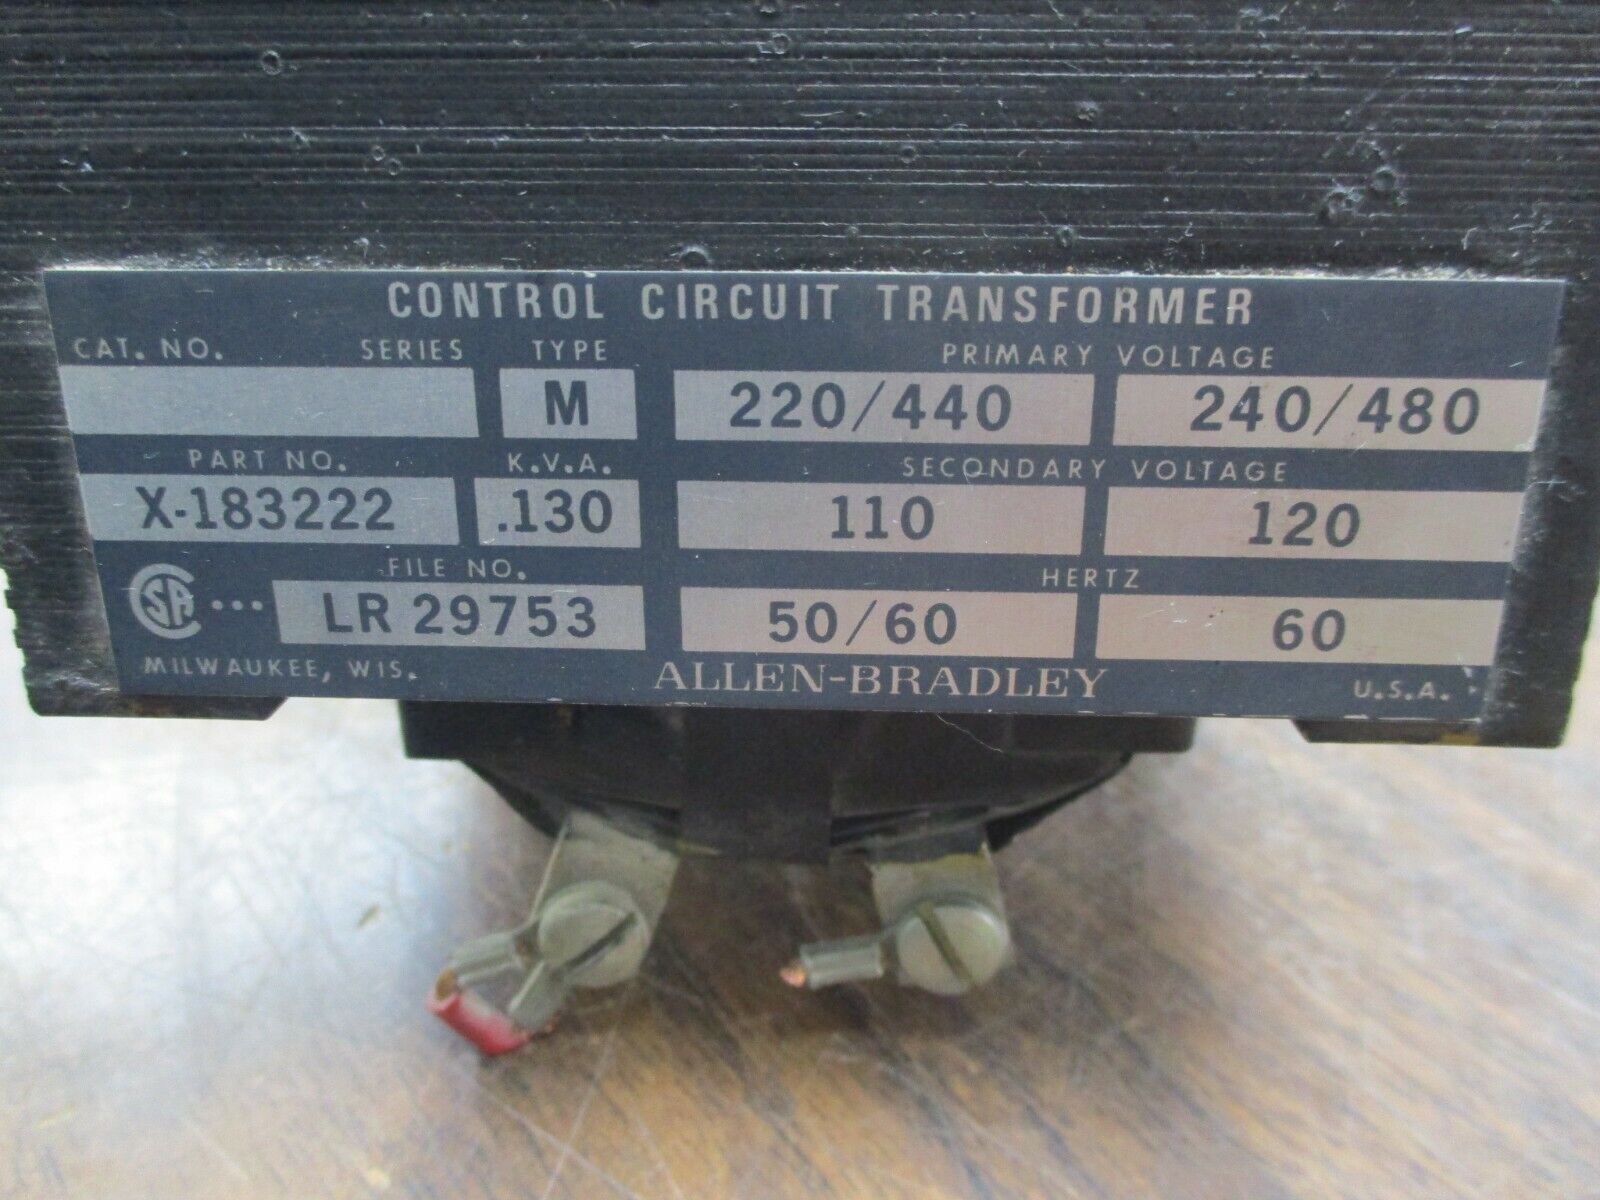 CONTROL CIRCUIT TRANSFORMER
CAT. NO. SERIES TYPE PRIMARY VOLTAGE
M 220/440 240/480
PART NO. K.V.A. SECONDARY VOLTAGE
X-183222 .130 110 120
FILE NO. HERTZ
SA ... LR 29753 50/60 60
MILWAUKEE, WIS. ALLEN-BRADLEY U.S.A.